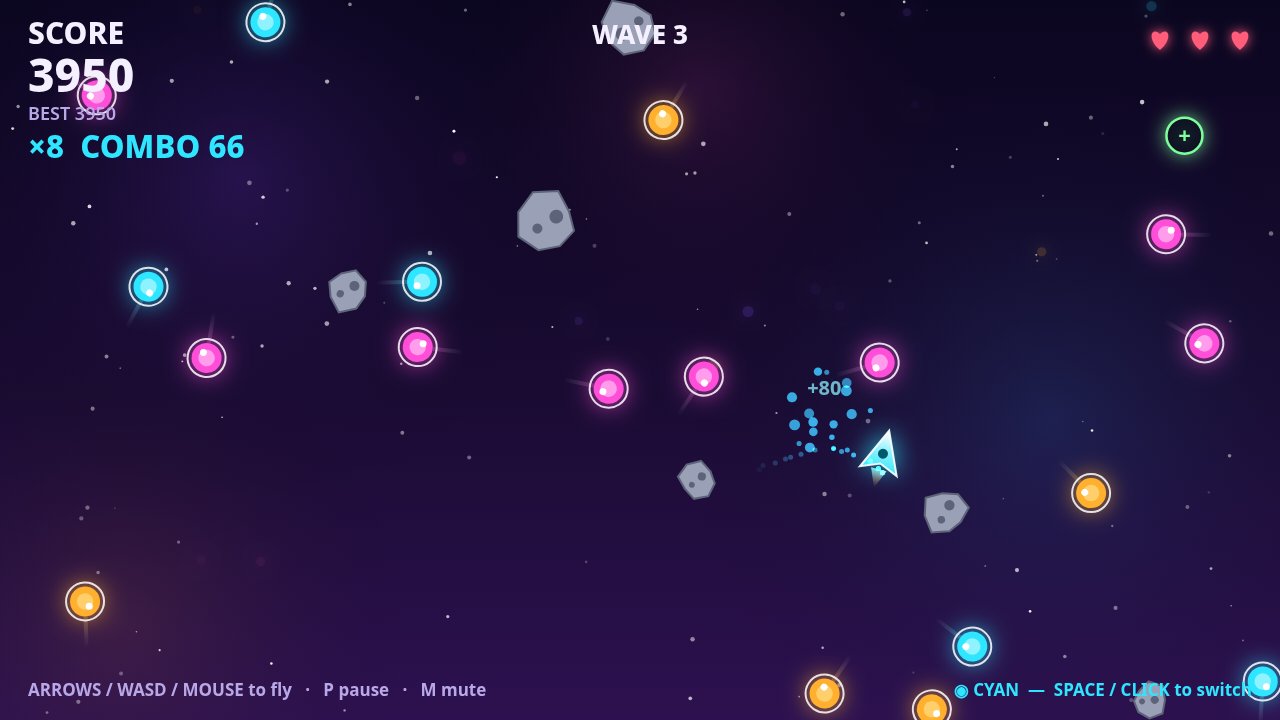 SCORE
3950
BEST 3950
×8 COMBO 66
WAVE 3
+
+80
ARROWS / WASD / MOUSE to fly · P pause · M mute
◉ CYAN — SPACE / CLICK to switch